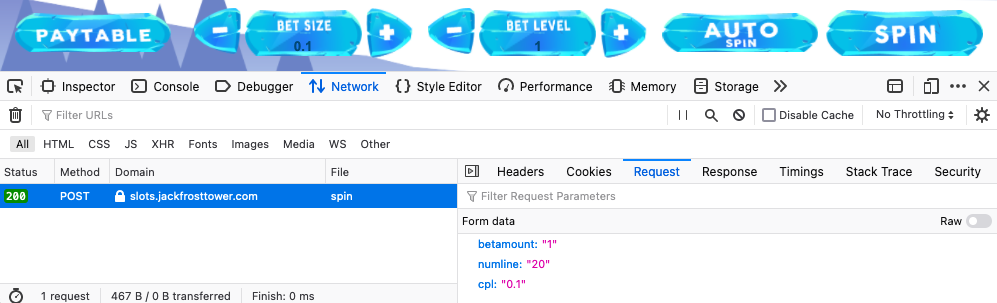 PAYTABLE - BET SIZE 0.1 + - BET LEVEL 1 + AUTO SPIN SPIN
Inspector Console Debugger Network Style Editor Performance Memory Storage
Filter URLs Disable Cache No Throttling
All HTML CSS JS XHR Fonts Images Media WS Other
Status Method Domain File Headers Cookies Request Response Timings Stack Trace Security
200 POST slots.jackfrosttower.com spin Filter Request Parameters
Form data Raw
betamount: "1"
numline: "20"
cpl: "0.1"
1 request 467 B / 0 B transferred Finish: 0 ms